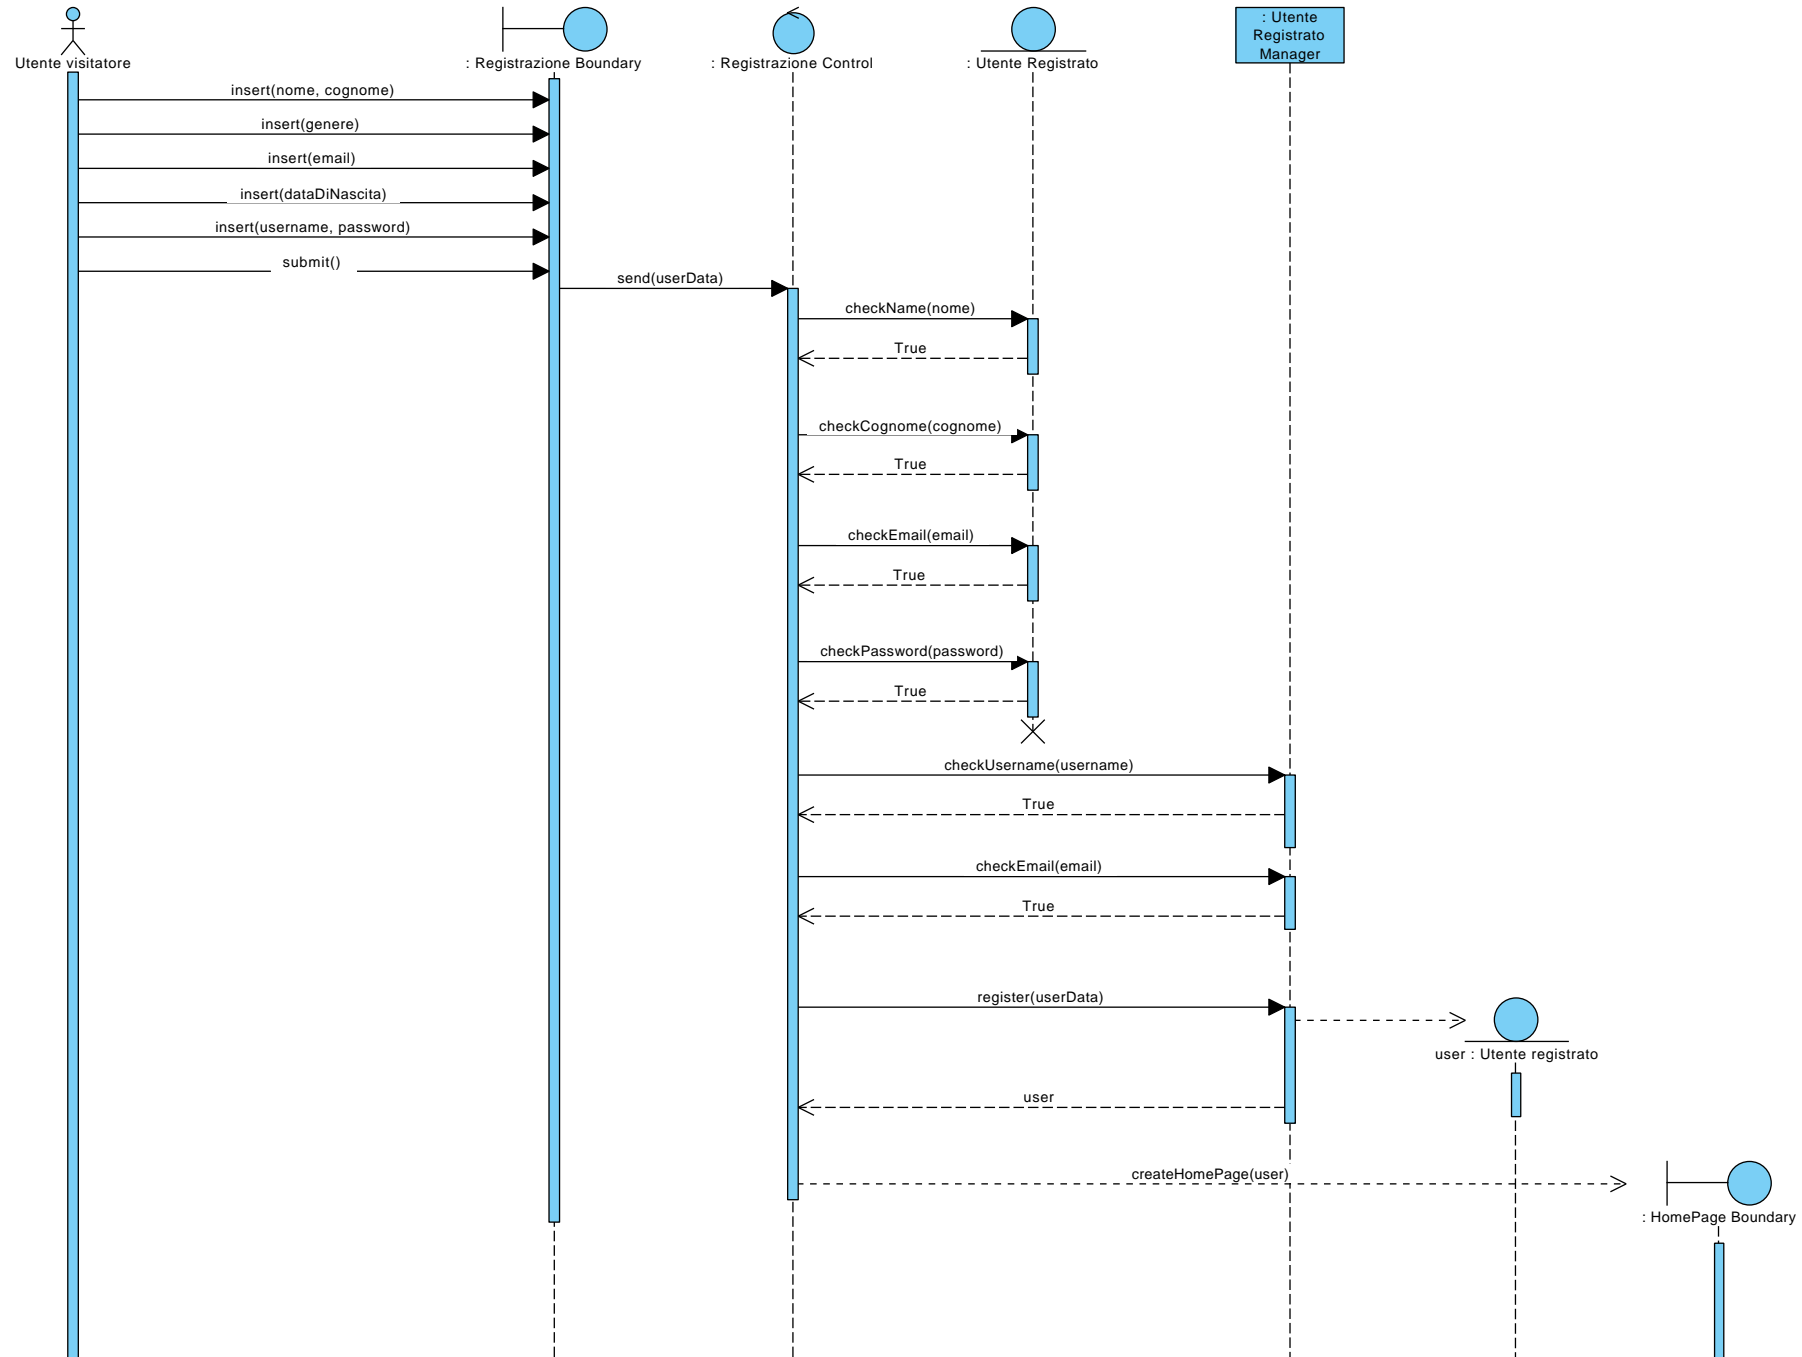 : Utente
Registrato
Manager
Utente visitatore
: Registrazione Boundary
: Registrazione Control
: Utente Registrato
insert(nome, cognome)
insert(genere)
insert(email)
insert(dataDiNascita)
insert(username, password)
submit()
send(userData)
checkName(nome)
True
checkCognome(cognome)
True
checkEmail(email)
True
checkPassword(password)
True
checkUsername(username)
True
checkEmail(email)
True
register(userData)
user : Utente registrato
user
createHomePage(user)
: HomePage Boundary